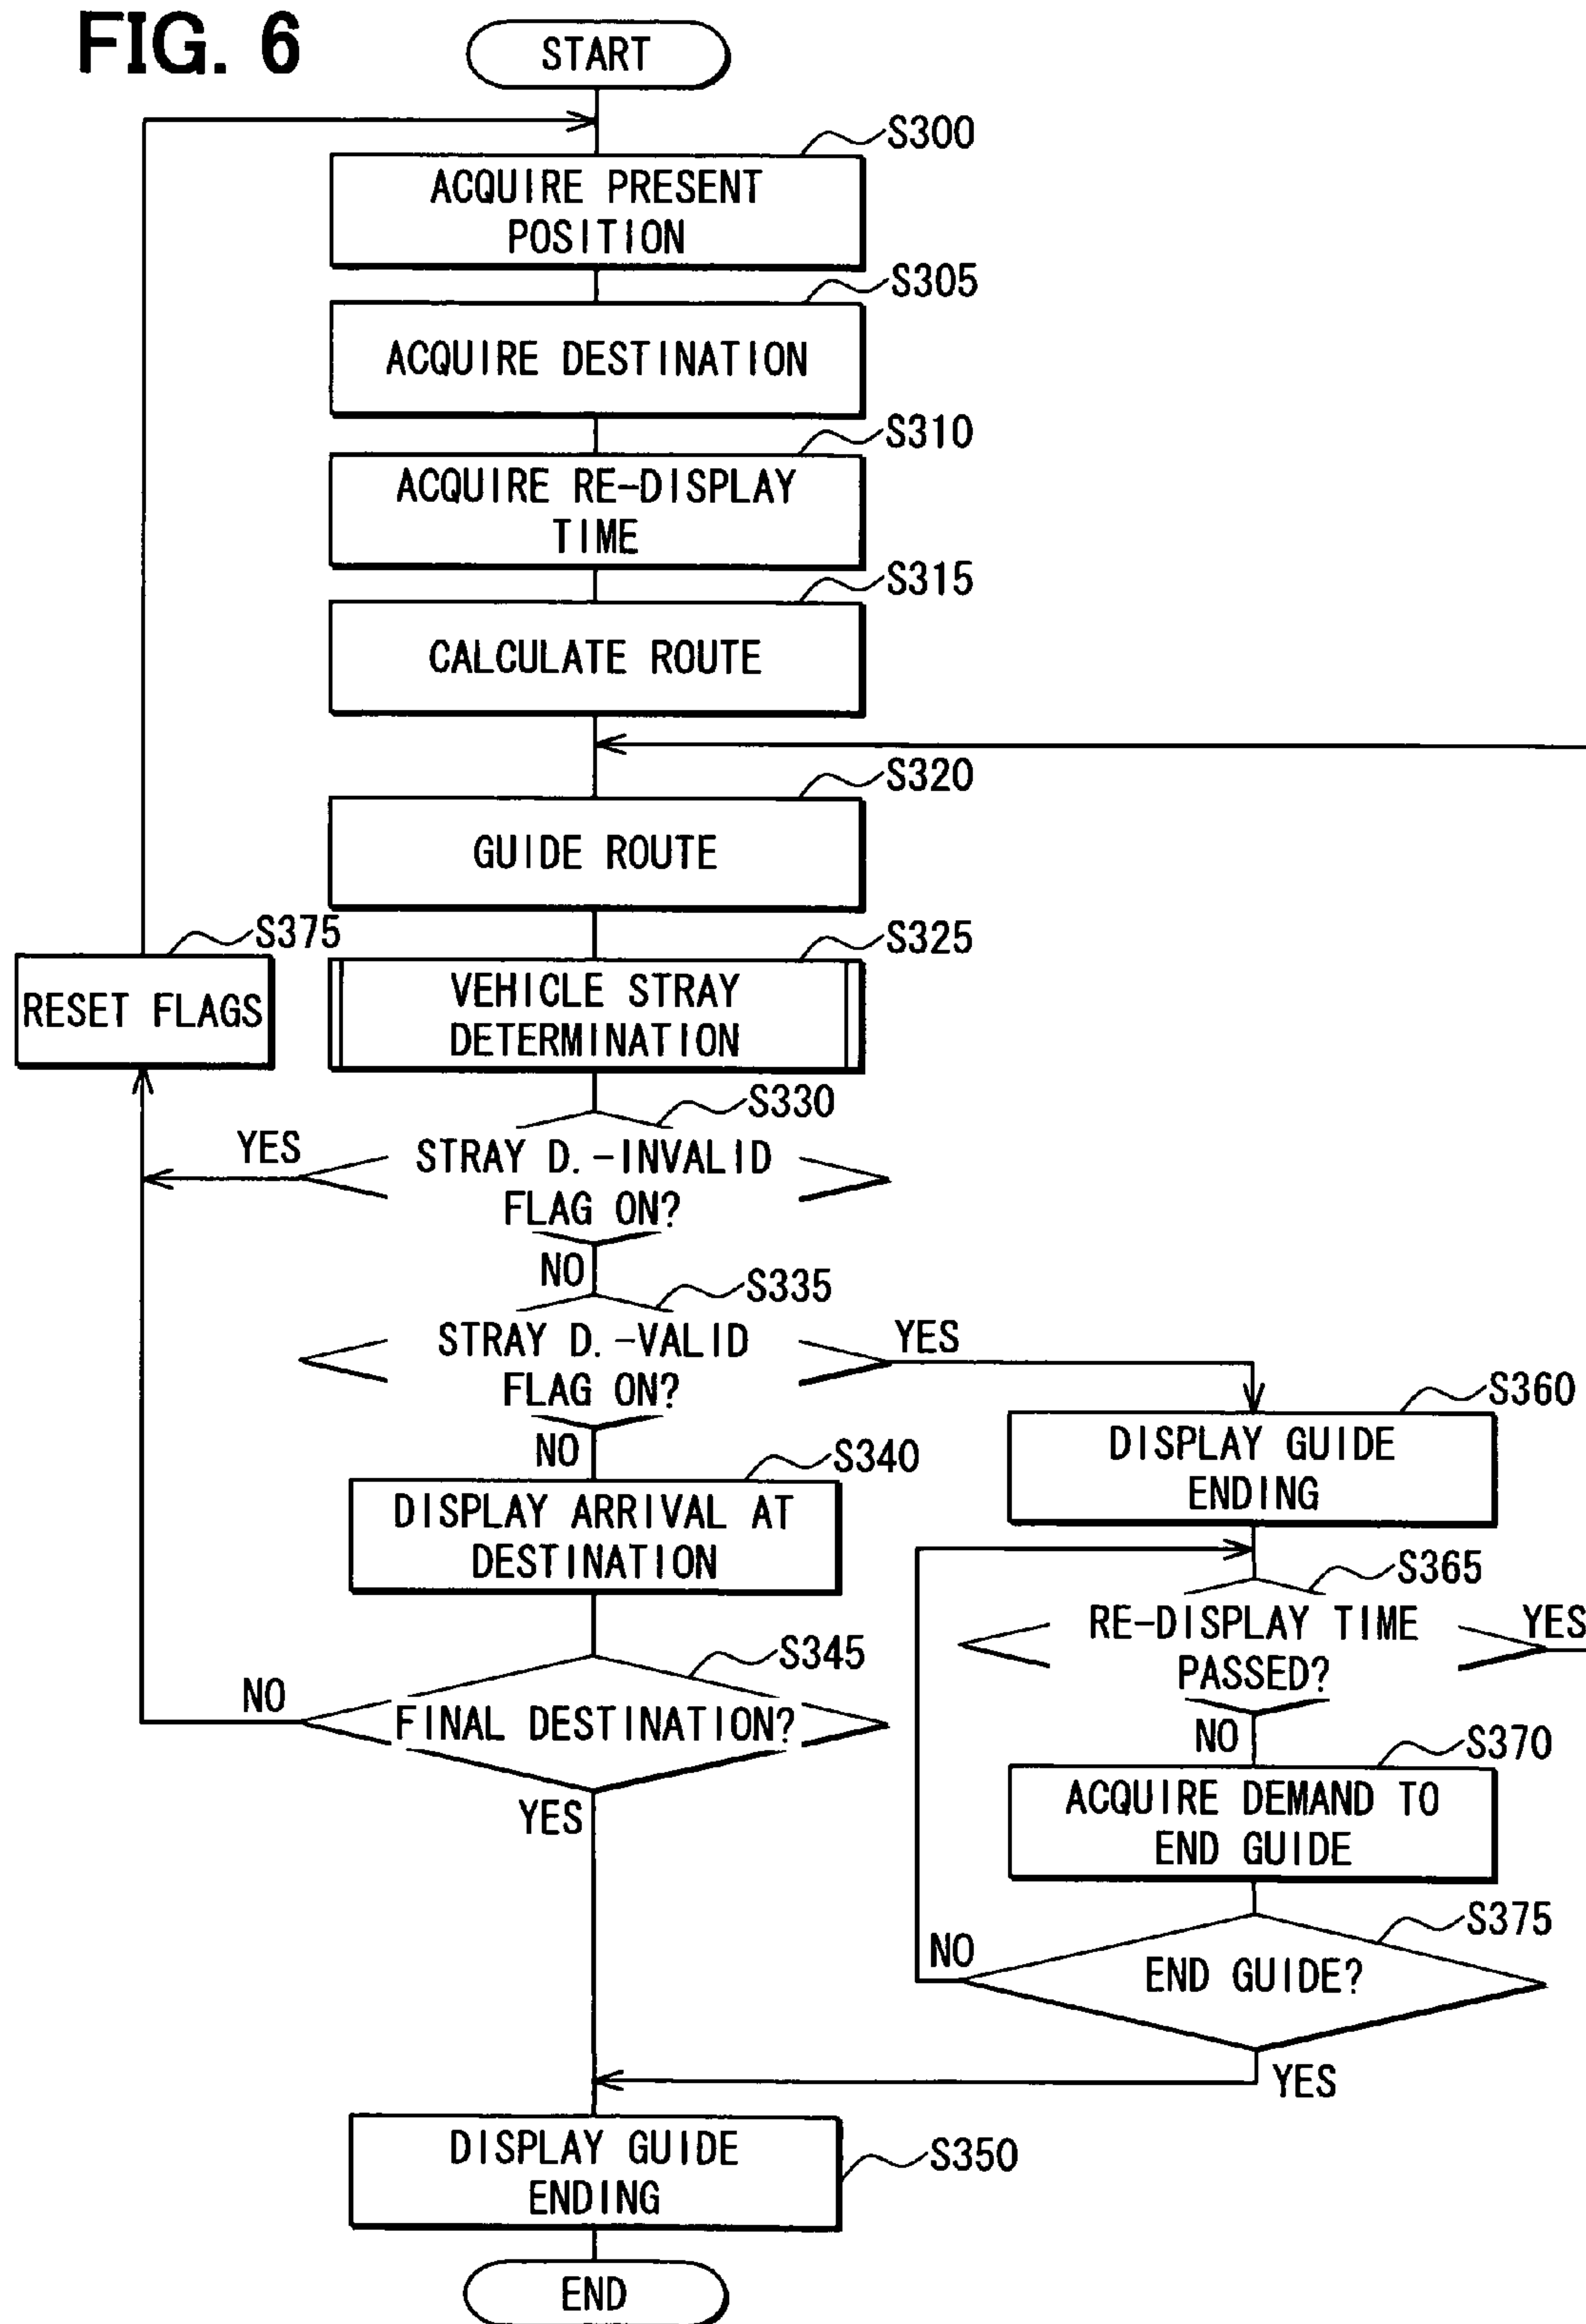 FIG. 6
START
S300
ACQUIRE PRESENT
POSITION
S305
ACQUIRE DESTINATION
S310
ACQUIRE RE-DISPLAY
TIME
S315
CALCULATE ROUTE
S320
GUIDE ROUTE
S375
RESET FLAGS
S325
VEHICLE STRAY
DETERMINATION
S330
YES
STRAY D.-INVALID
FLAG ON?
NO
S335
STRAY D.-VALID
FLAG ON?
YES
NO
S340
DISPLAY ARRIVAL AT
DESTINATION
S345
NO
FINAL DESTINATION?
YES
S360
DISPLAY GUIDE
ENDING
S365
RE-DISPLAY TIME
PASSED?
YES
NO
S370
ACQUIRE DEMAND TO
END GUIDE
S375
NO
END GUIDE?
YES
DISPLAY GUIDE
ENDING
S350
END